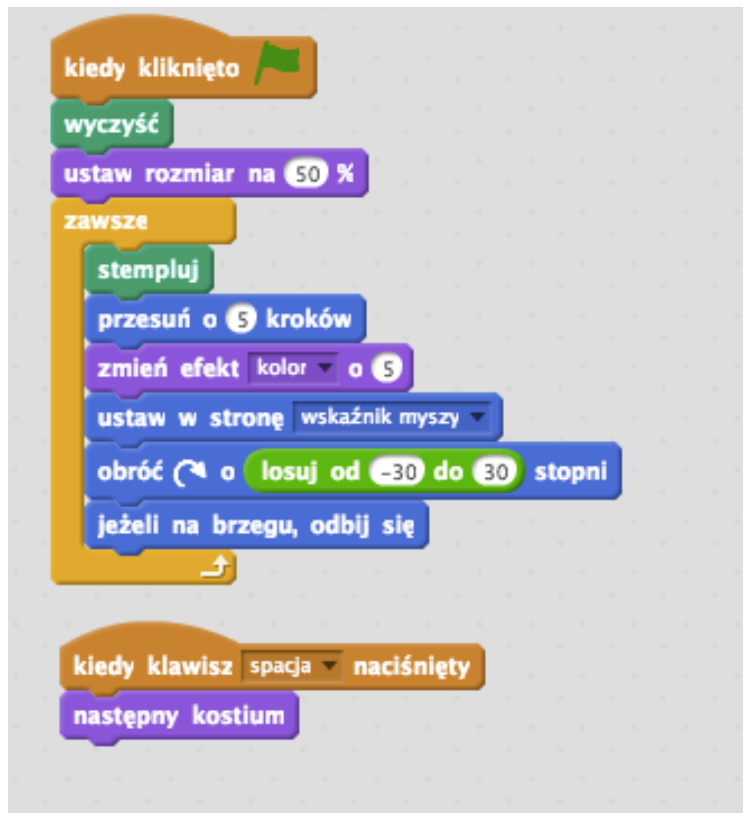 kiedy kliknięto
wyczyść
ustaw rozmiar na 50 %
zawsze
stempluj
przesuń o 5 kroków
zmień efekt kolor o 5
ustaw w stronę wskaźnik myszy
obróć o losuj od -30 do 30 stopni
jeżeli na brzegu, odbij się
kiedy klawisz spacja naciśnięty
następny kostium